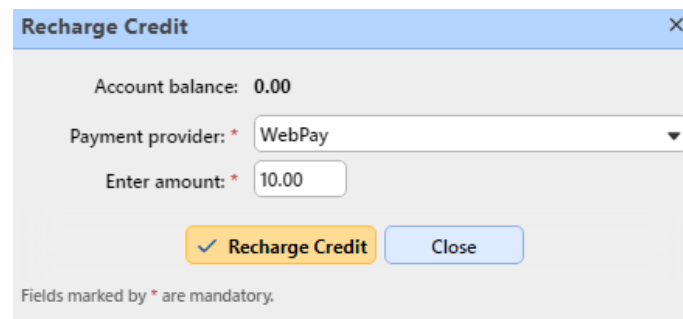 Recharge Credit
Account balance: 0.00
Payment provider: * WebPay
Enter amount: * 10.00
Recharge Credit Close
Fields marked by * are mandatory.